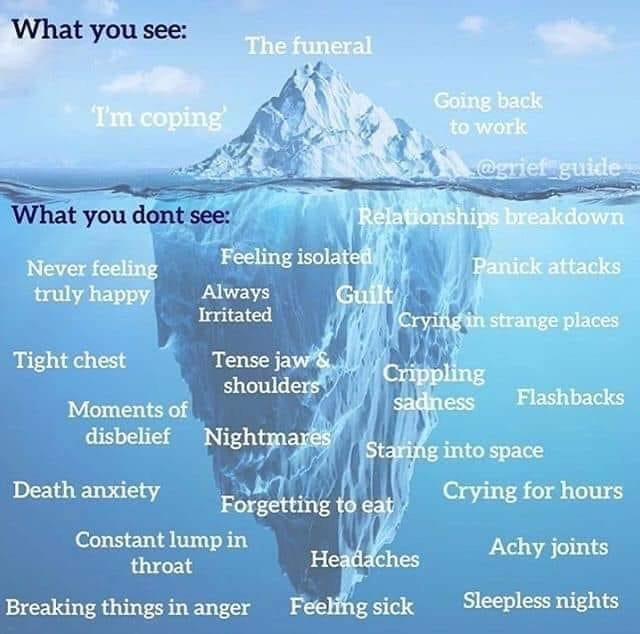 What you see:
The funeral
'I'm coping'
Going back
to work
@grief_guide
What you dont see:
Relationships breakdown
Feeling isolated
Never feeling
truly happy
Panick attacks
Always
Irritated
Guilt
Crying in strange places
Tight chest
Tense jaw &
shoulders
Crippling
sadness
Flashbacks
Moments of
disbelief
Nightmares
Staring into space
Death anxiety
Forgetting to eat
Crying for hours
Constant lump in
throat
Headaches
Achy joints
Breaking things in anger
Feeling sick
Sleepless nights